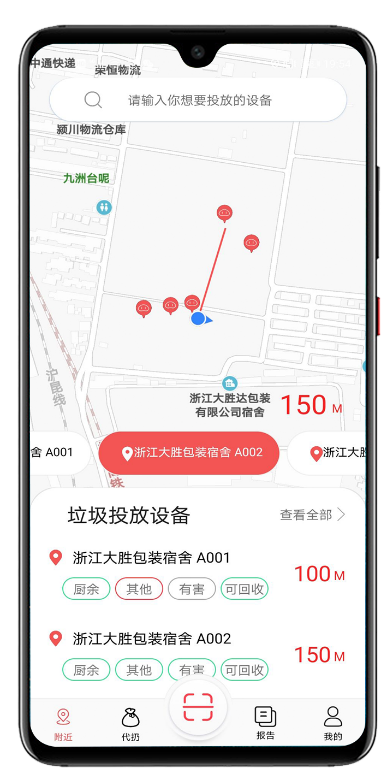 中通快递
荣恒物流
请输入你想要投放的设备
颍川物流仓库
九洲台呢
沪昆线
浙江大胜达包装
有限公司宿舍
150 M
舍 A001
浙江大胜包装宿舍 A002
浙江大胜
铁
垃圾投放设备
查看全部
浙江大胜包装宿舍 A001
厨余 其他 有害 可回收
100 M
浙江大胜包装宿舍 A002
厨余 其他 有害 可回收
150 M
附近 代扔 报告 我的